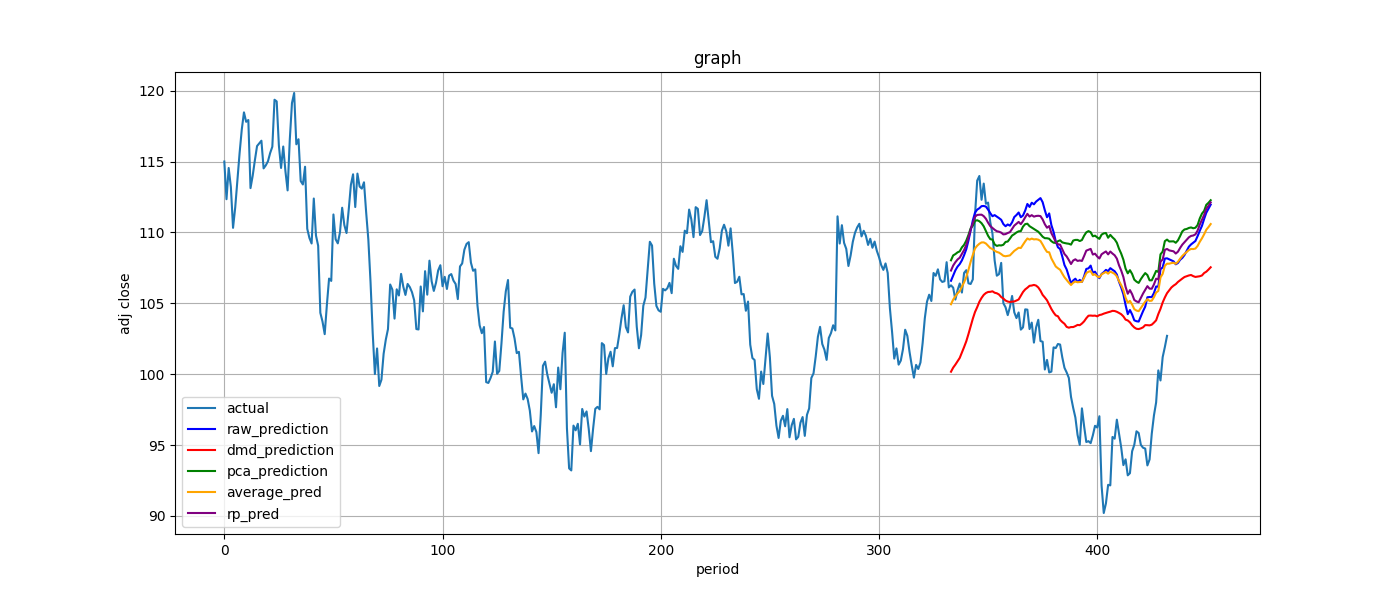 graph
adj close
120
115
110
105
100
95
90
actual
raw_prediction
dmd_prediction
pca_prediction
average_pred
rp_pred
0 100 200 300 400
period